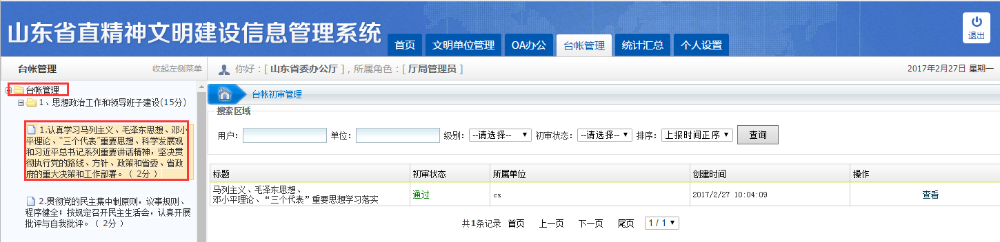 山东省直精神文明建设信息管理系统
首页 文明单位管理 OA办公 台帐管理 统计汇总 个人设置
退出
台帐管理 收起左侧菜单
你好：[ 山东省委办公厅 ]，所属角色：[ 厅局管理员 ]
2017年2月27日 星期一
台帐管理
1、思想政治工作和领导班子建设(15分)
1.认真学习马列主义、毛泽东思想、邓小
平理论、“三个代表”重要思想、科学发展观
和习近平总书记系列重要讲话精神，坚决贯
彻执行党的路线、方针、政策和省委、省政
府的重大决策和工作部署。（ 2分 ）
2.贯彻党的民主集中制原则，议事规则、
程序健全；按规定召开民主生活会，认真开展
批评与自我批评。（ 2分 ）
台帐初审管理
搜索区域
用户： 单位： 级别： --请选择-- 初审状态： --请选择-- 排序： 上报时间正序 查询
标题 初审状态 所属单位 创建时间 操作
马列主义、毛泽东思想、
邓小平理论、“三个代表”重要思想学习落实
通过 cs 2017/2/27 10:04:09 查看
共1条记录 首页 上一页 下一页 尾页 1 / 1